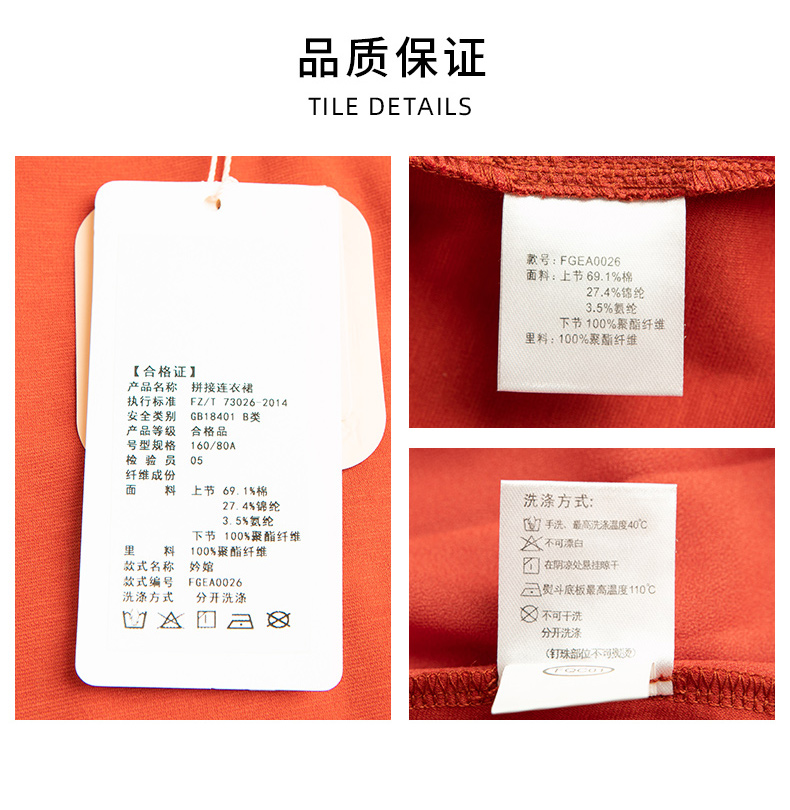 品质保证
TILE DETAILS
【合格证】
产品名称 拼接连衣裙
执行标准 FZ/T 73026-2014
安全类别 GB18401 B类
产品等级 合格品
号型规格 160/80A
检验员 05
纤维成份
面料 上节 69.1%棉
27.4%锦纶
3.5%氨纶
下节 100%聚酯纤维
里料 100%聚酯纤维
款式名称 妗婠
款式编号 FGEA0026
洗涤方式 分开洗涤
款号: FGEA0026
面料: 上节 69.1%棉
27.4%锦纶
3.5%氨纶
下节 100%聚酯纤维
里料: 100%聚酯纤维
洗涤方式:
手洗、最高洗涤温度40℃
不可漂白
在阴凉处悬挂晾干
熨斗底板最高温度110℃
不可干洗
分开洗涤
(钉珠部位不可熨烫)